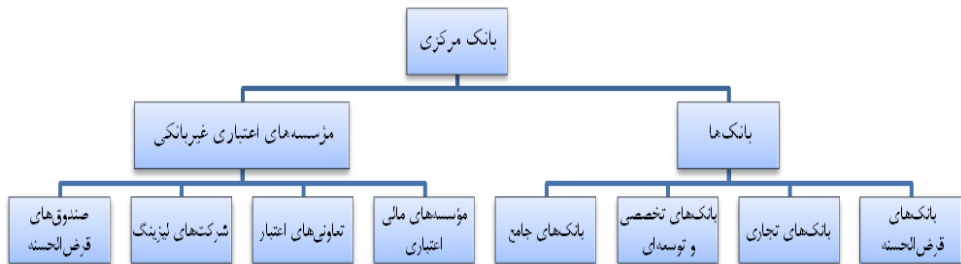 بانک مرکزی
بانک‌ها
مؤسسه‌های اعتباری غیربانکی
بانک‌های
قرض‌الحسنه
بانک‌های تجاری
بانک‌های تخصصی
و توسعه‌ای
بانک‌های جامع
مؤسسه‌های مالی
اعتباری
تعاونی‌های اعتبار
شرکت‌های لیزینگ
صندوق‌های
قرض‌الحسنه